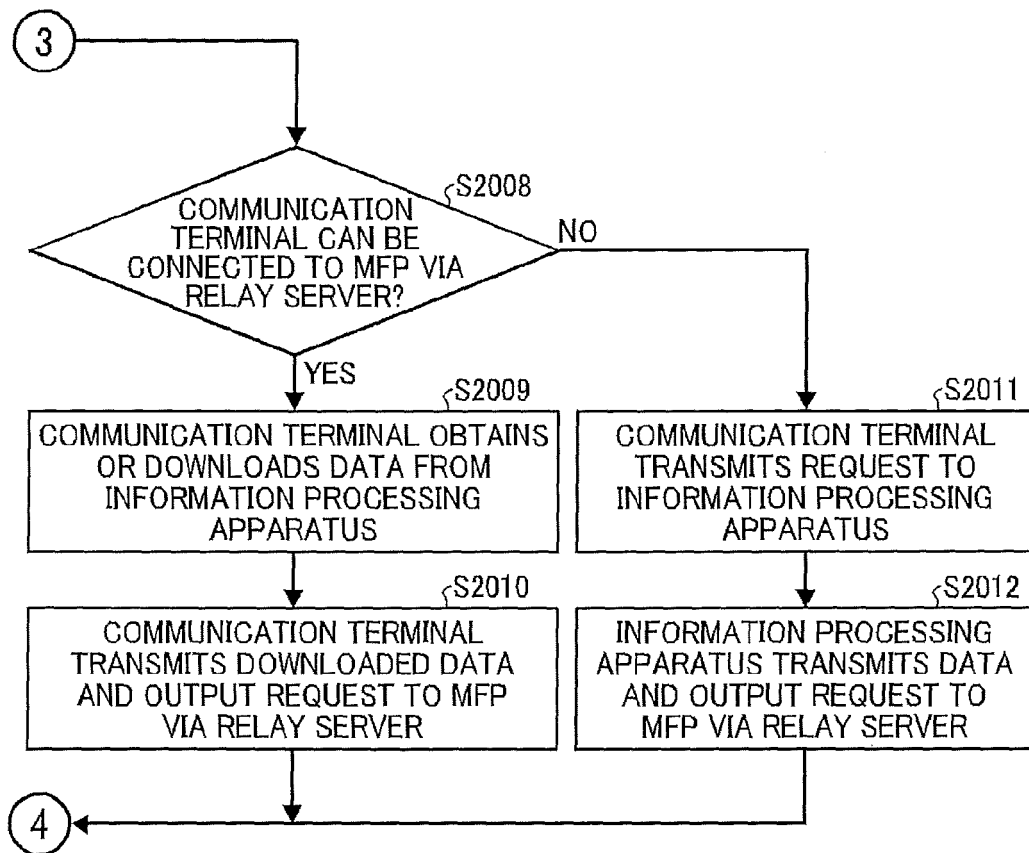 3
S2008
COMMUNICATION
TERMINAL CAN BE
CONNECTED TO MFP VIA
RELAY SERVER?
NO
YES
S2009
COMMUNICATION TERMINAL OBTAINS
OR DOWNLOADS DATA FROM
INFORMATION PROCESSING
APPARATUS
S2011
COMMUNICATION TERMINAL
TRANSMITS REQUEST TO
INFORMATION PROCESSING
APPARATUS
S2010
COMMUNICATION TERMINAL
TRANSMITS DOWNLOADED DATA
AND OUTPUT REQUEST TO MFP
VIA RELAY SERVER
S2012
INFORMATION PROCESSING
APPARATUS TRANSMITS DATA
AND OUTPUT REQUEST TO
MFP VIA RELAY SERVER
4